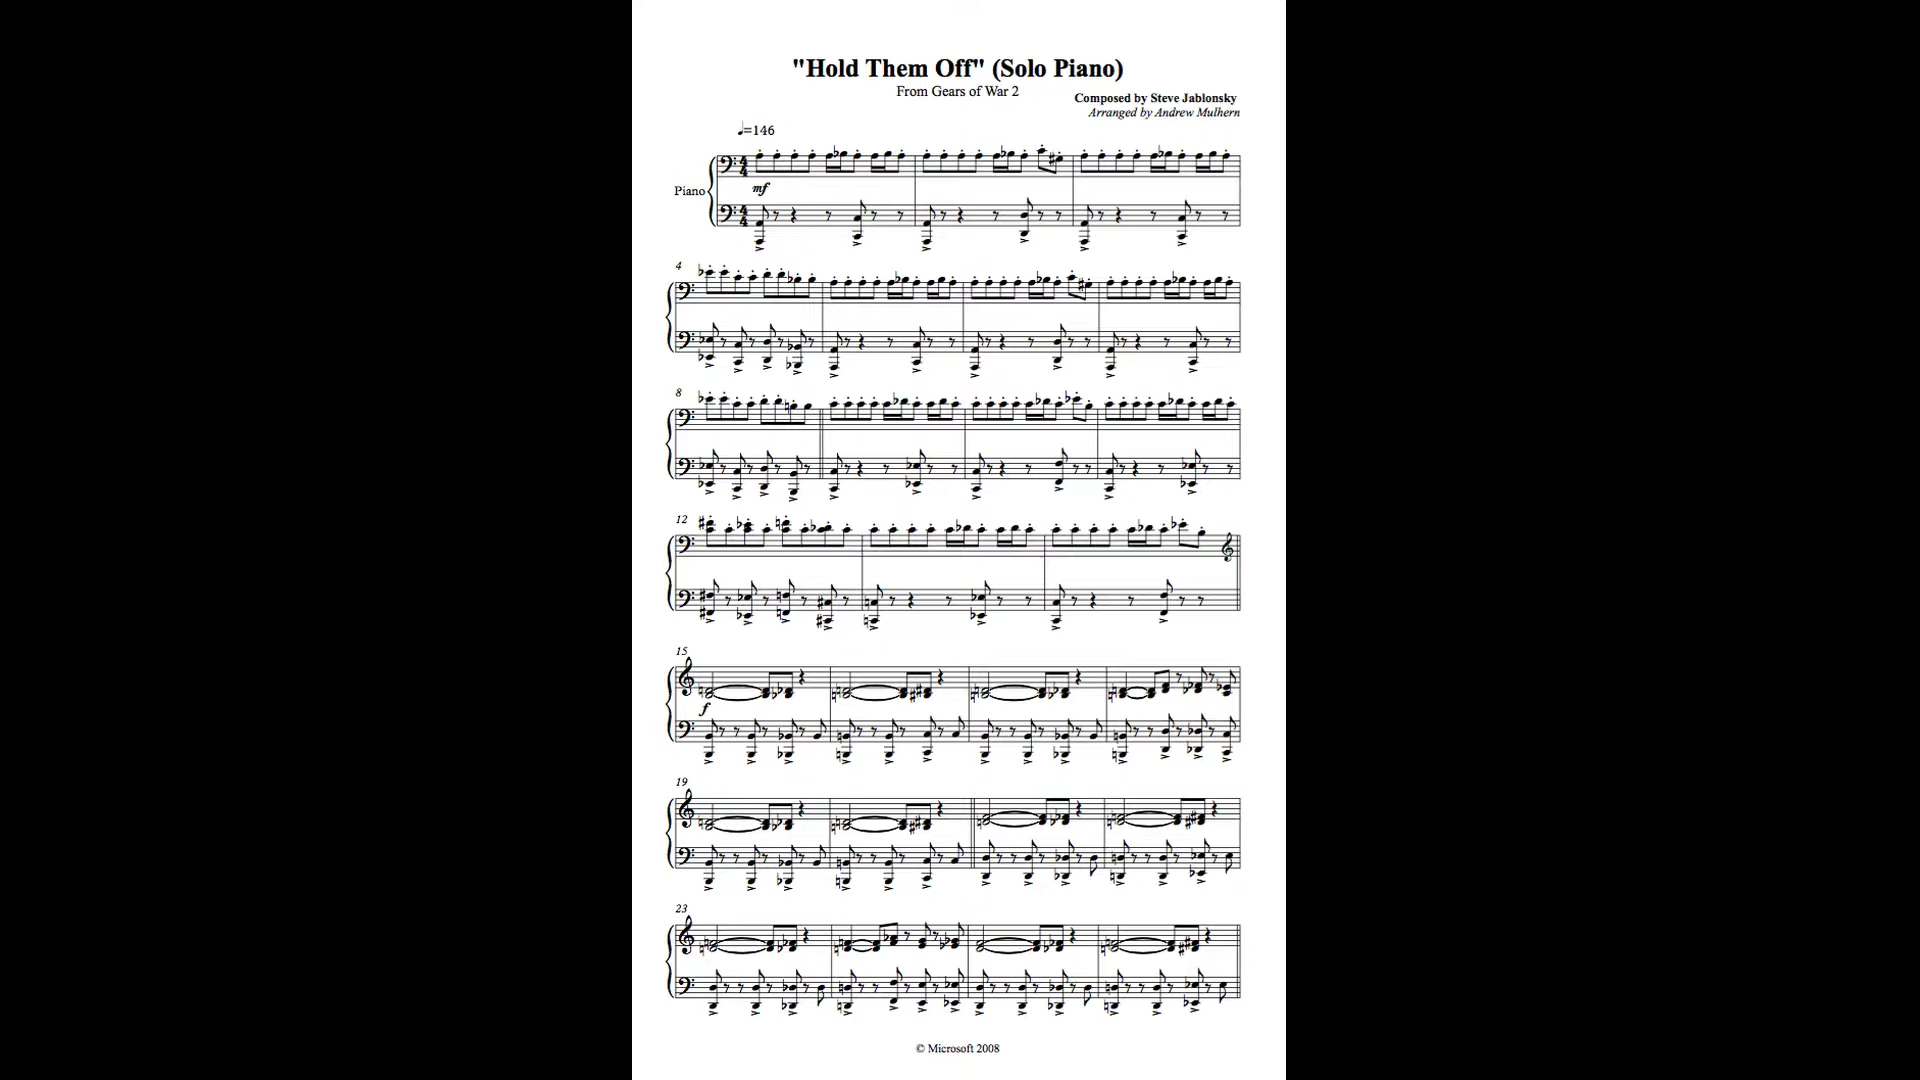 "Hold Them Off" (Solo Piano)
From Gears of War 2
Composed by Steve Jablonsky
Arranged by Andrew Mulhern
♩=146
Piano
mf
4
8
12
15
f
19
23
© Microsoft 2008